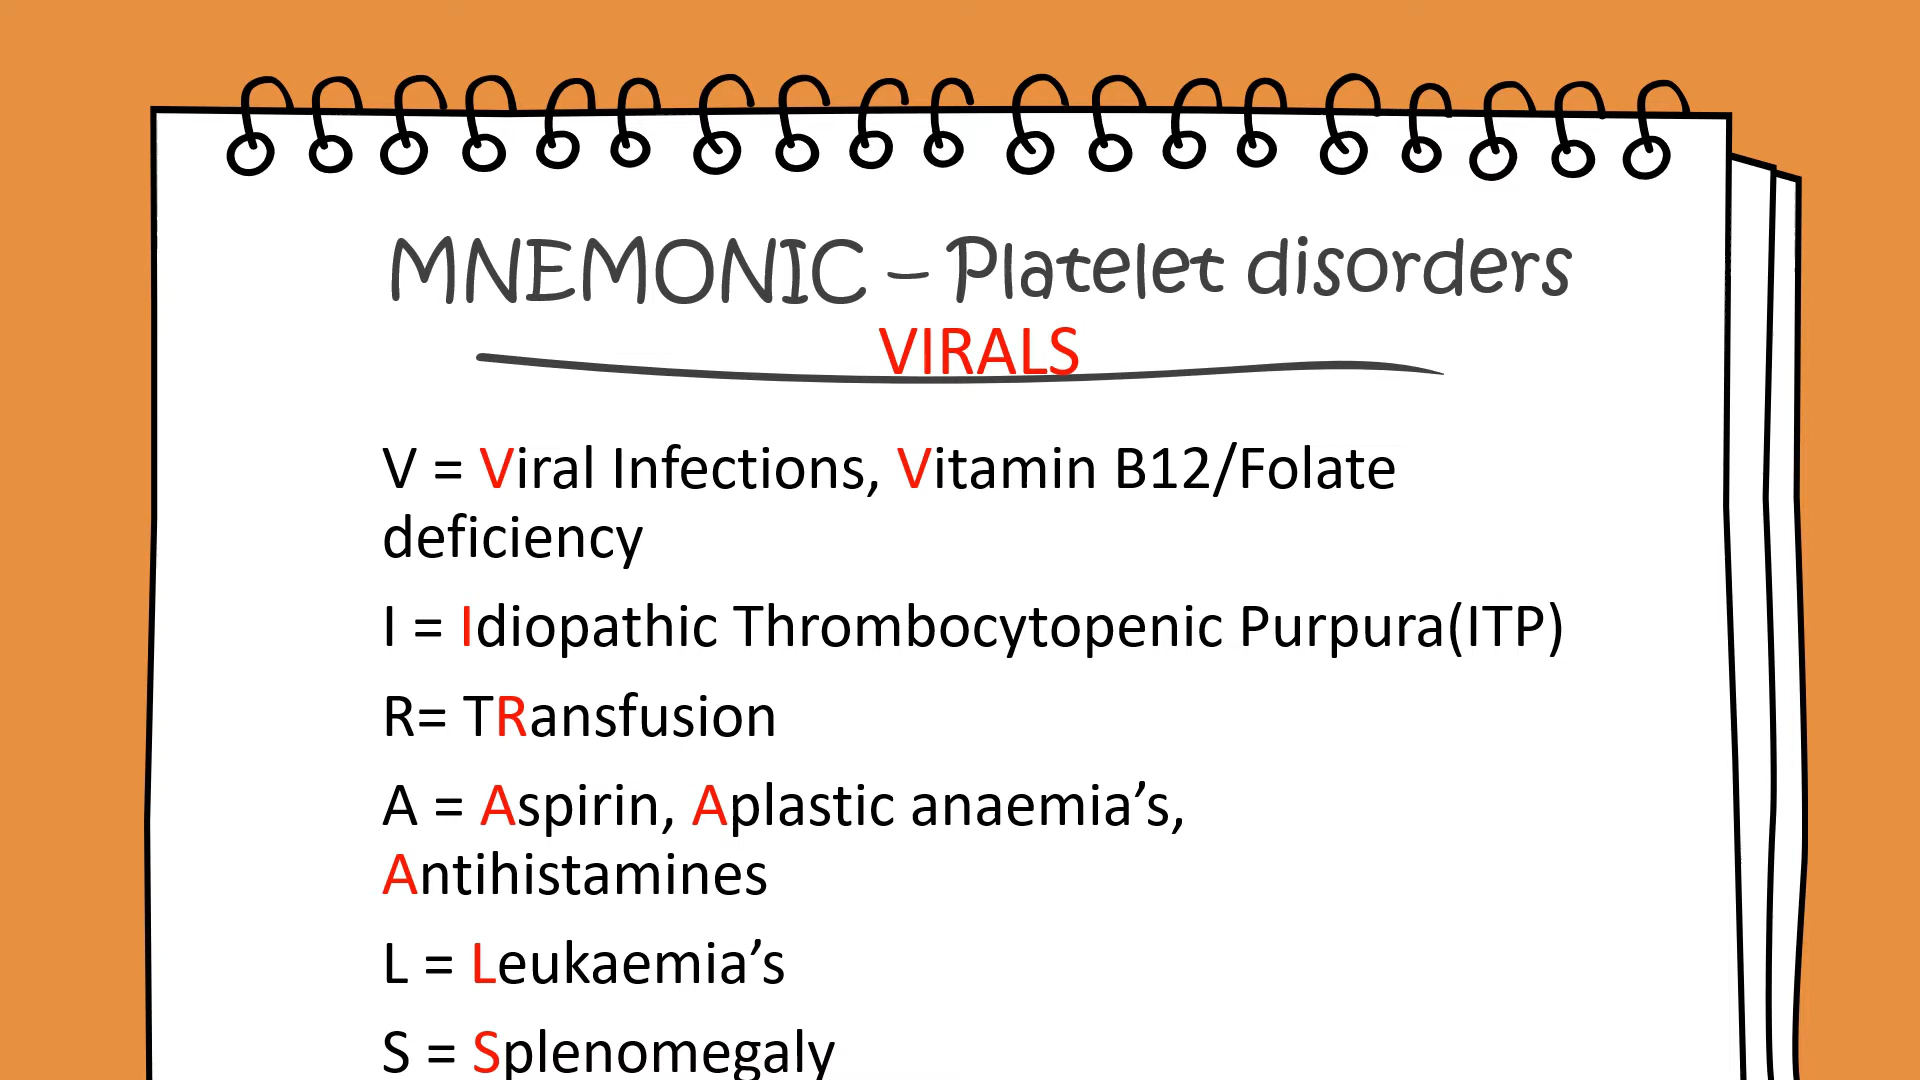 MNEMONIC – Platelet disorders
VIRALS
V = Viral Infections, Vitamin B12/Folate
deficiency
I = Idiopathic Thrombocytopenic Purpura(ITP)
R= TRansfusion
A = Aspirin, Aplastic anaemia’s,
Antihistamines
L = Leukaemia’s
S = Splenomegaly